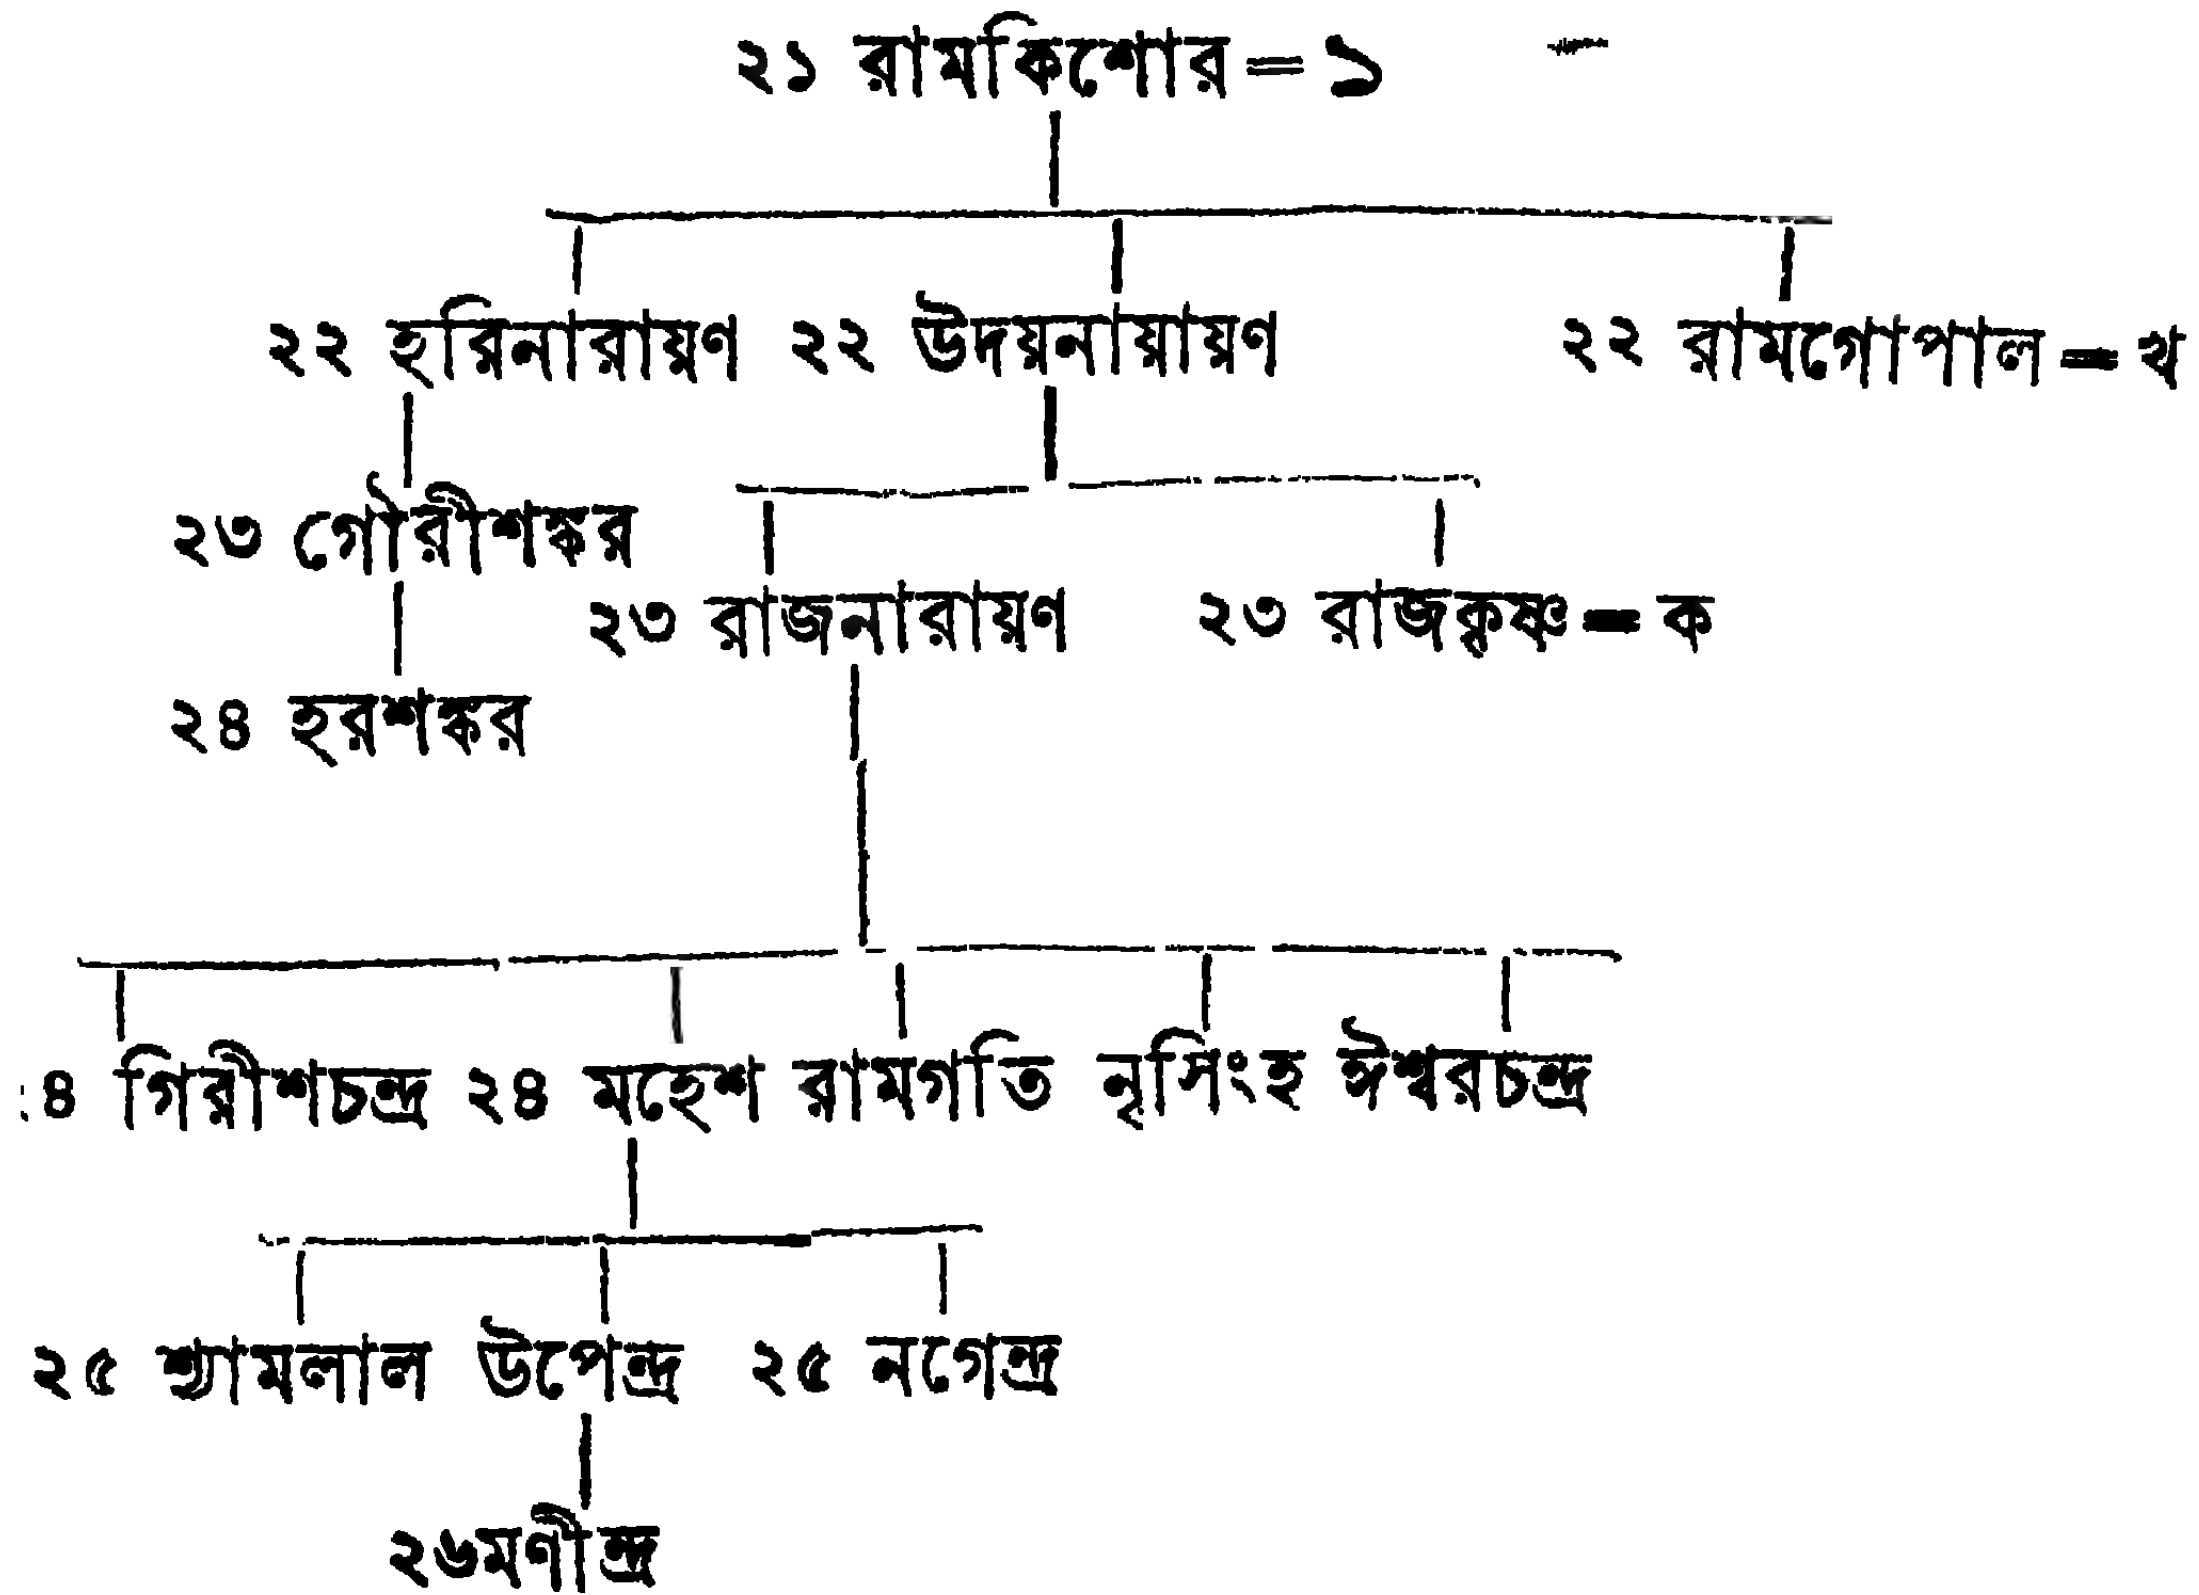 ২১ রামকিশোর = ১
২২ হরিনারায়ণ ২২ উদয়নায়ায়ণ ২২ রামগোপাল = খ
২৩ গৌরীশঙ্কর
২৩ রাজনারায়ণ ২৩ রাজকৃষ্ণ = ক
২৪ হরশঙ্কর
৪ গিরীশচন্দ্র ২৪ মহেশ রামগতি নৃসিংহ ঈশ্বরচন্দ্র
২৫ শ্যামলাল উপেন্দ্র ২৫ নগেন্দ্র
২৬মণীন্দ্র